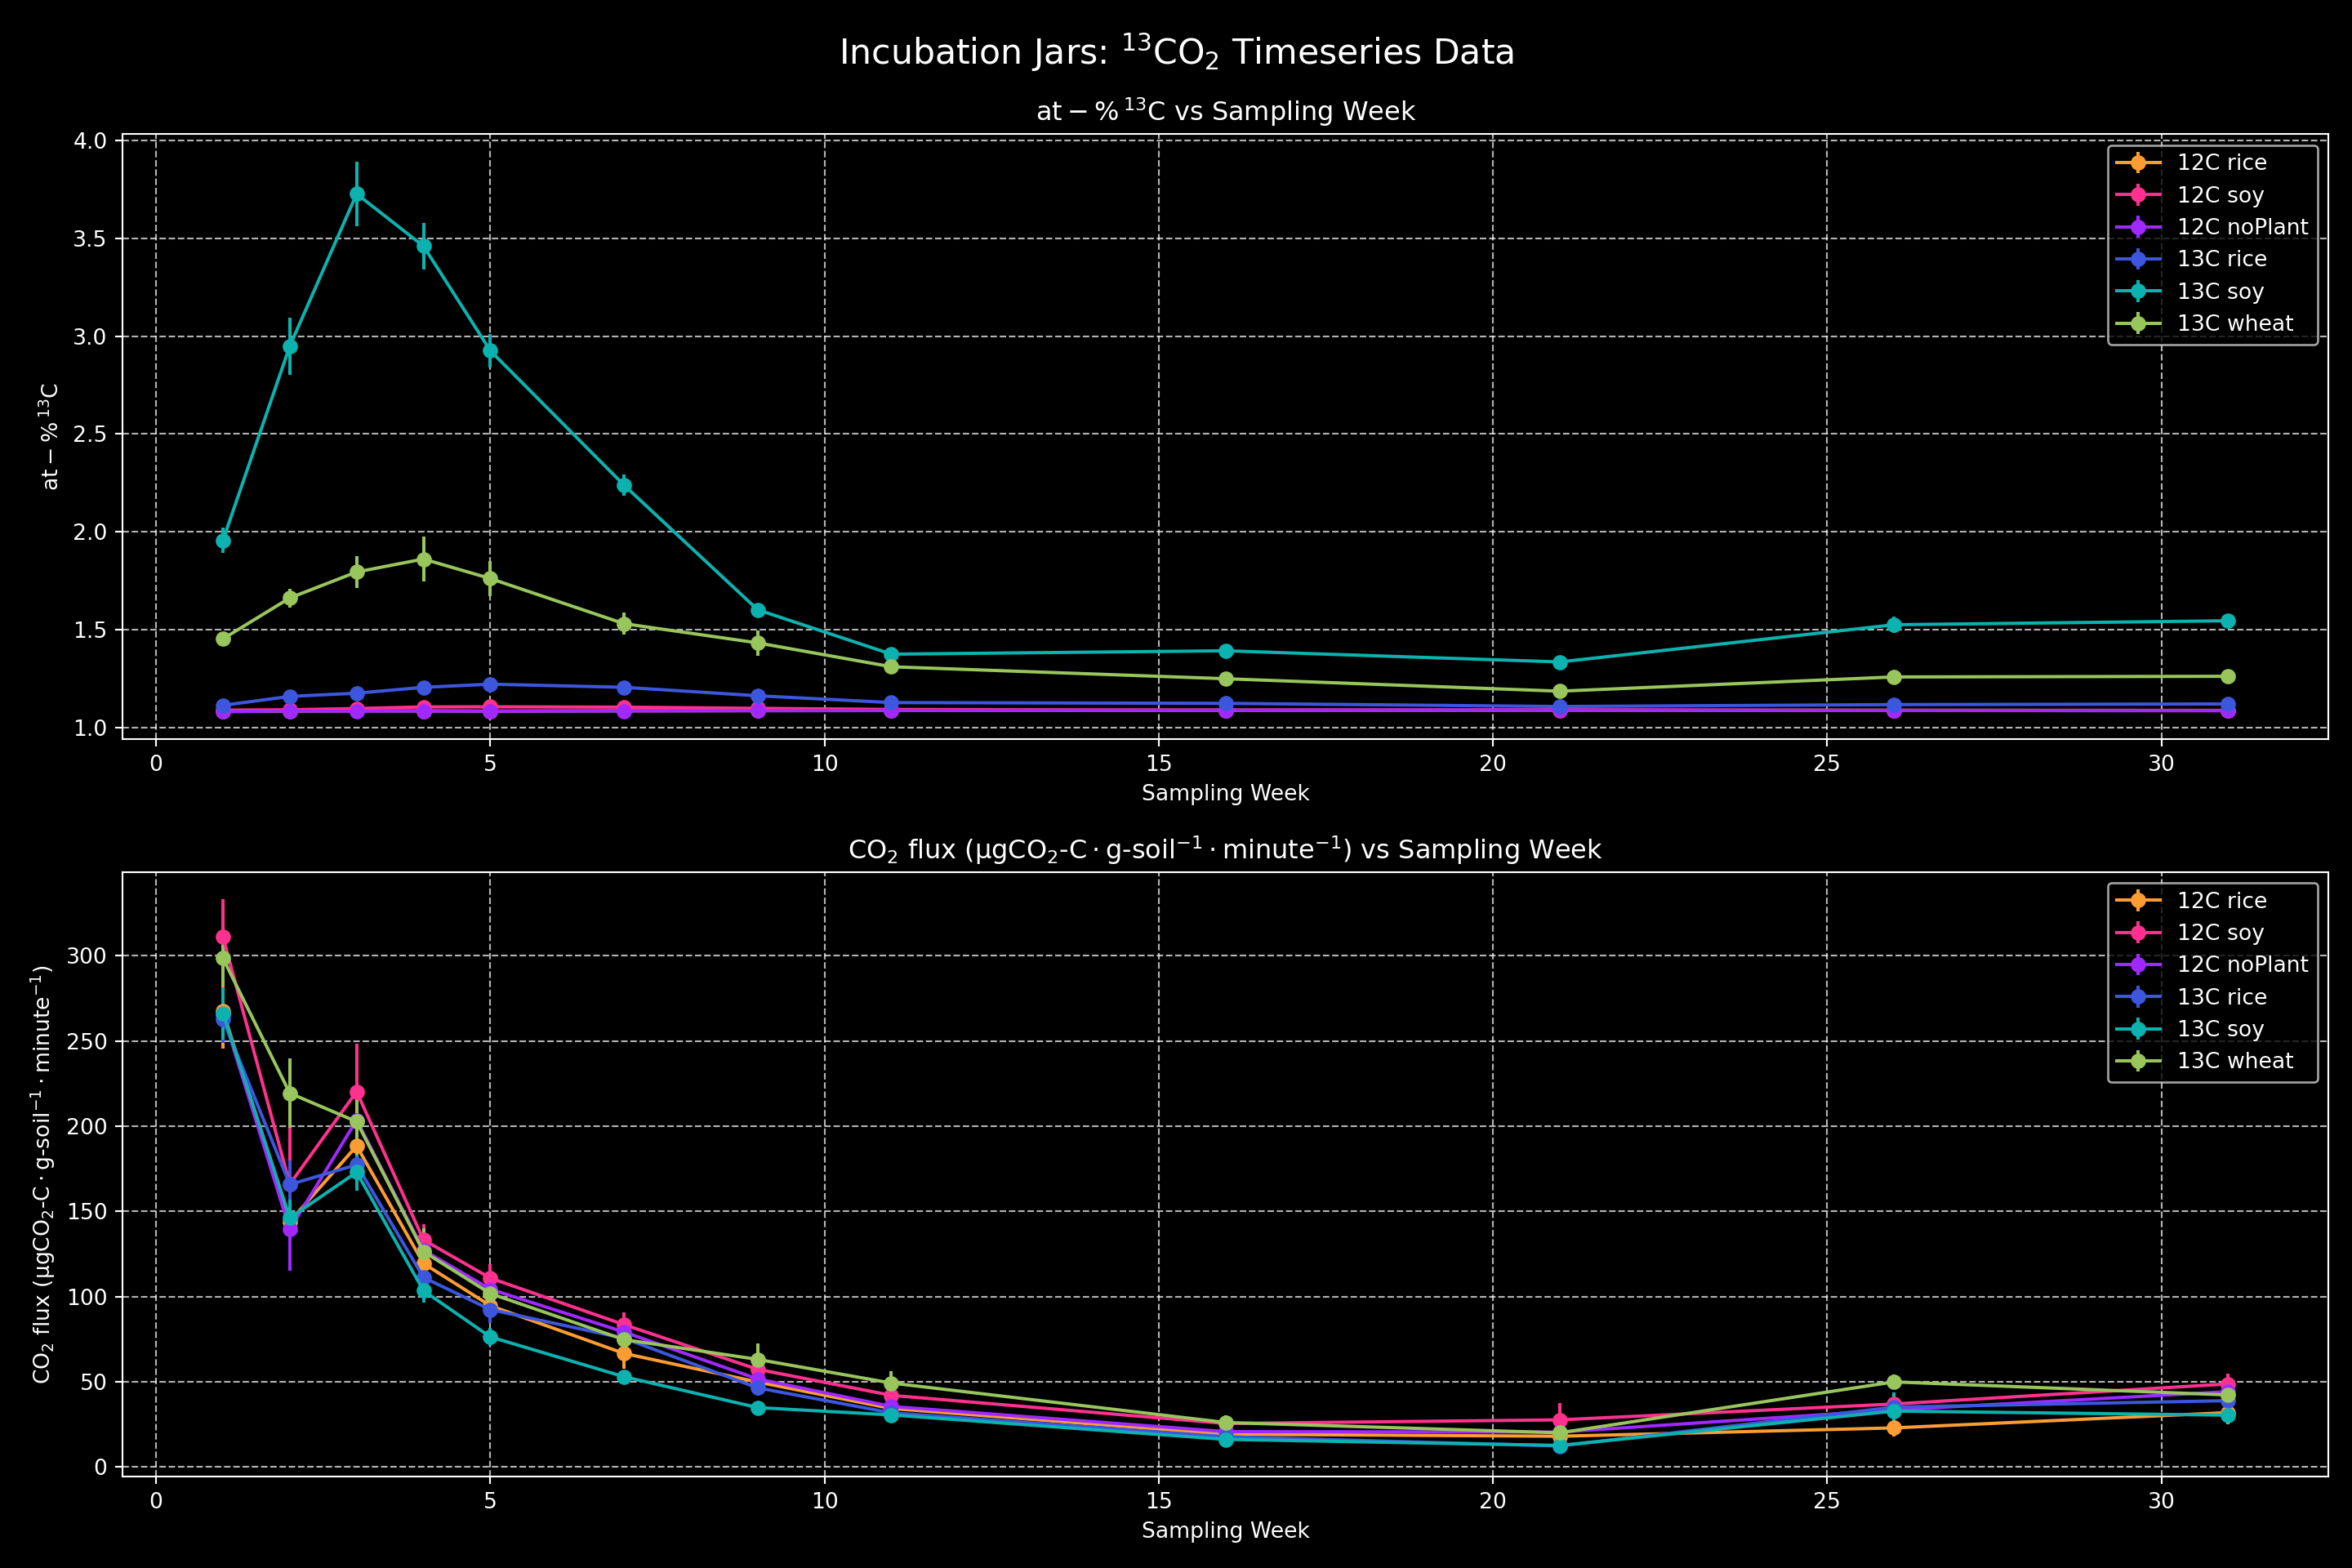 Incubation Jars: ¹³CO₂ Timeseries Data
at − % ¹³C vs Sampling Week
at − % ¹³C
4.0
3.5
3.0
2.5
2.0
1.5
1.0
12C rice
12C soy
12C noPlant
13C rice
13C soy
13C wheat
0 5 10 15 20 25 30
Sampling Week
CO₂ flux (μgCO₂-C · g-soil⁻¹ · minute⁻¹) vs Sampling Week
CO₂ flux (μgCO₂-C · g-soil⁻¹ · minute⁻¹)
300
250
200
150
100
50
0
12C rice
12C soy
12C noPlant
13C rice
13C soy
13C wheat
0 5 10 15 20 25 30
Sampling Week